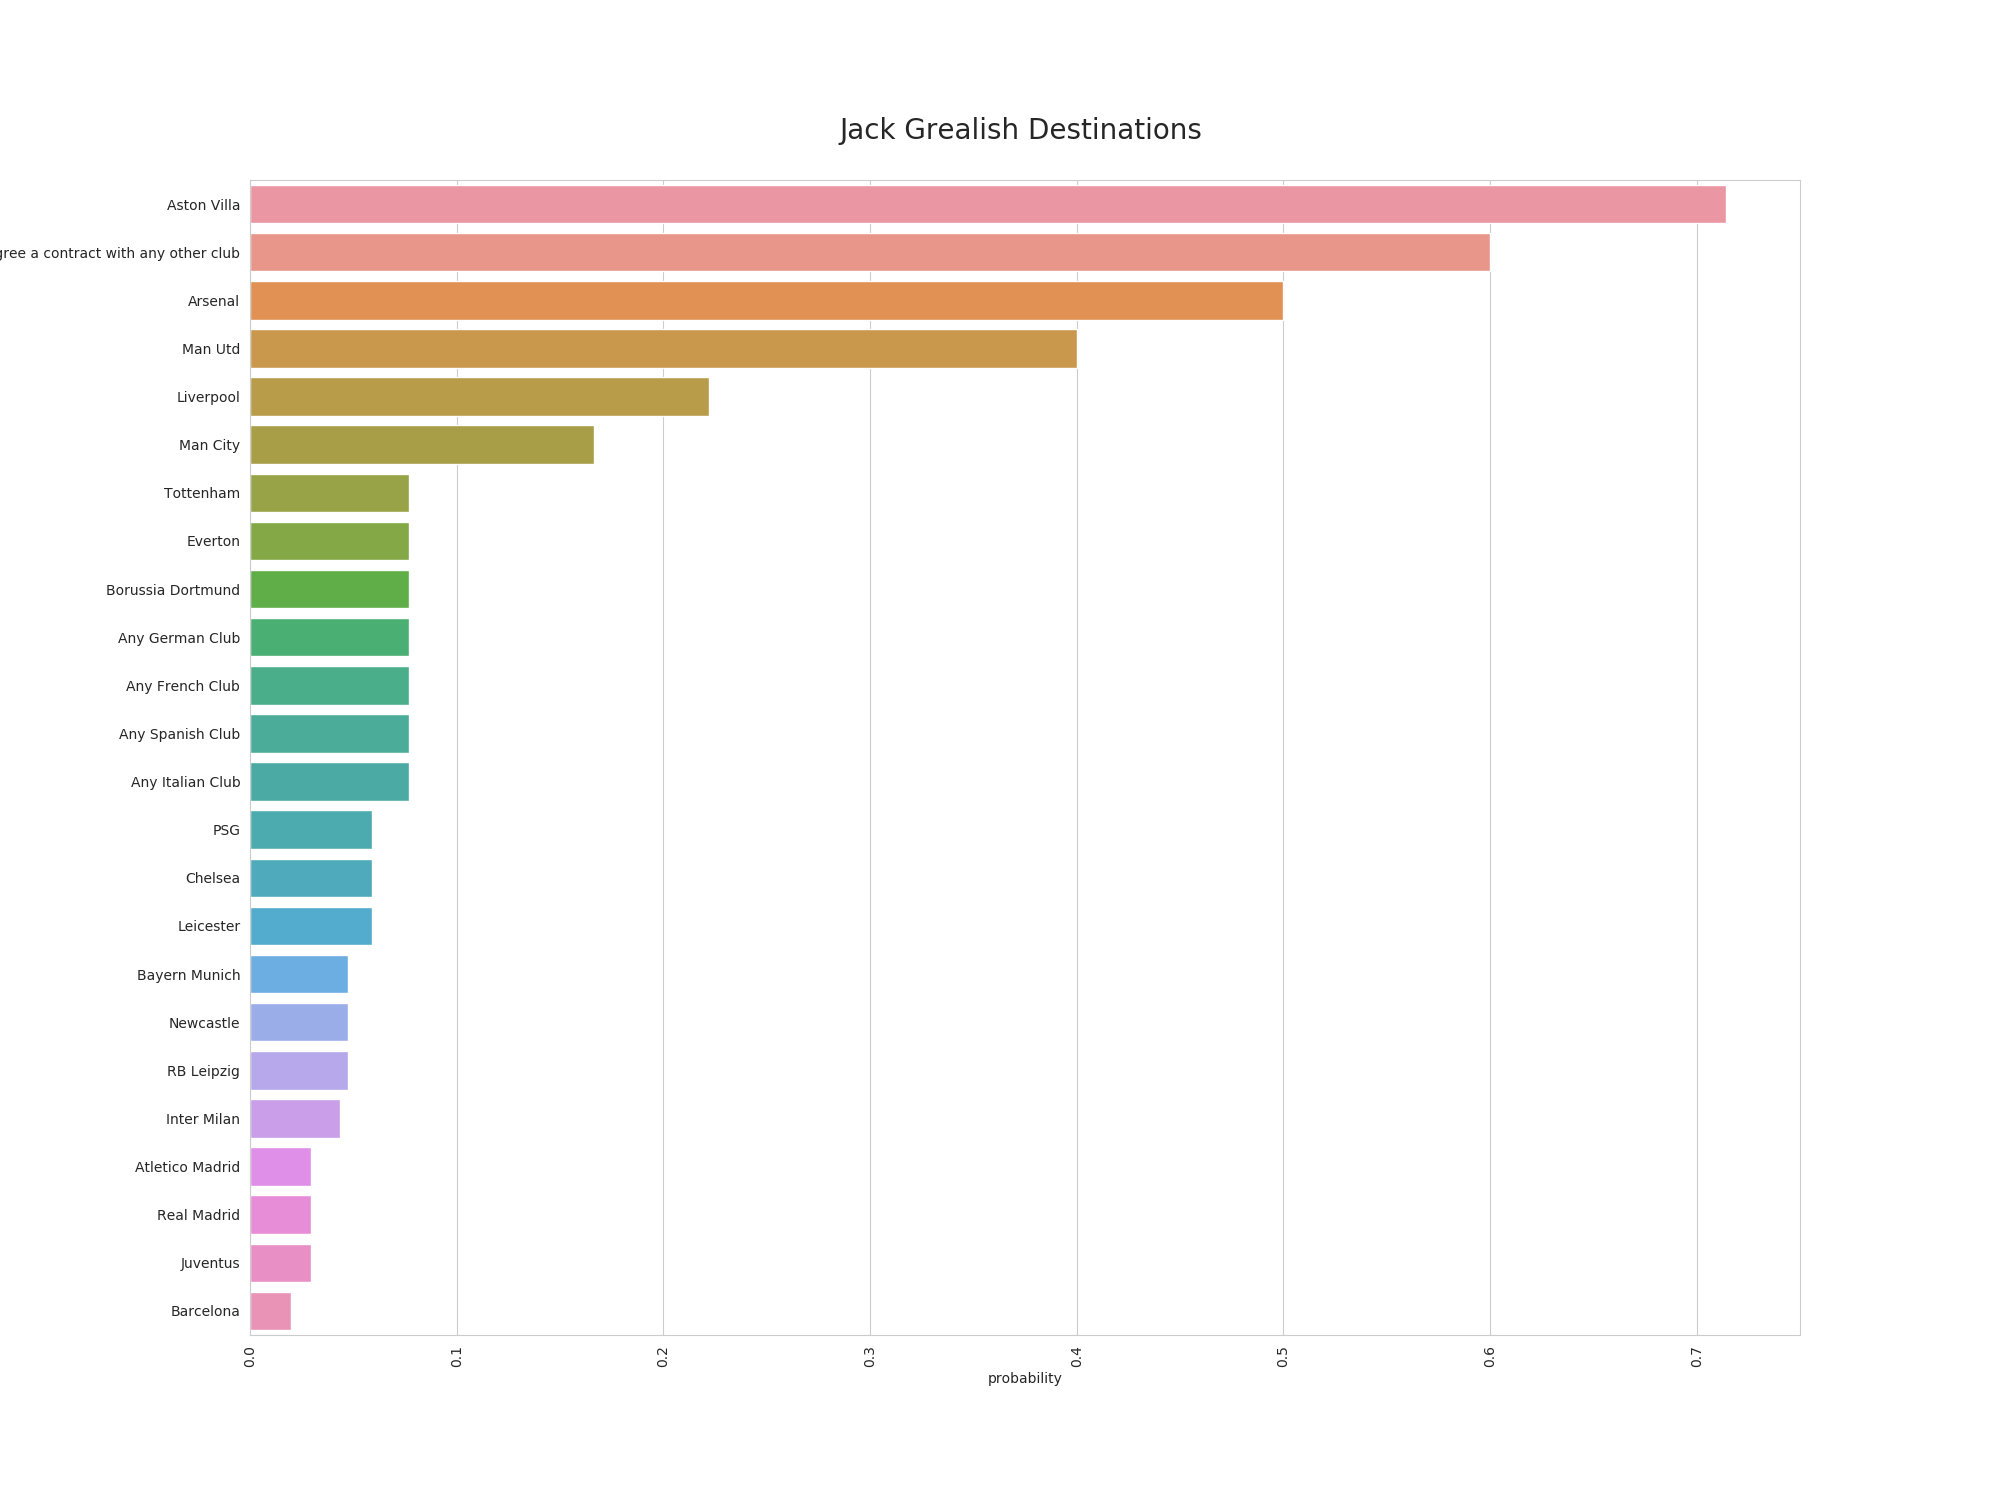 Jack Grealish Destinations
Aston Villa
a contract with any other club
Arsenal
Man Utd
Liverpool
Man City
Tottenham
Everton
Borussia Dortmund
Any German Club
Any French Club
Any Spanish Club
Any Italian Club
PSG
Chelsea
Leicester
Bayern Munich
Newcastle
RB Leipzig
Inter Milan
Atletico Madrid
Real Madrid
Juventus
Barcelona
0.0 0.1 0.2 0.3 0.4 0.5 0.6 0.7
probability